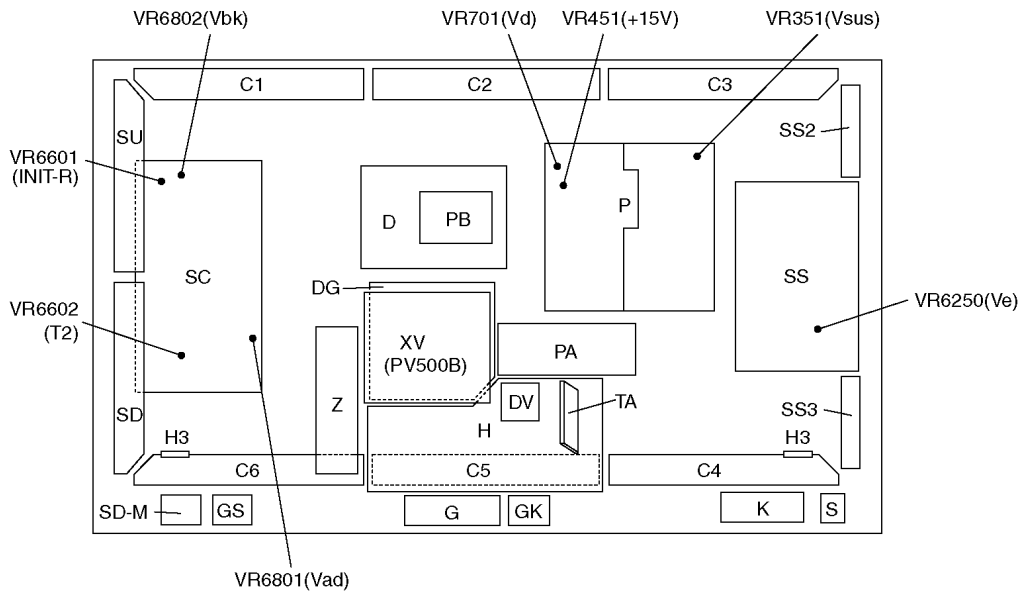 VR6802(Vbk)
VR701(Vd)
VR451(+15V)
VR351(Vsus)
C1
C2
C3
SU
SS2
VR6601
(INIT-R)
D
PB
P
SC
SS
DG
VR6602
(T2)
VR6250(Ve)
XV
(PV500B)
PA
Z
DV
TA
SD
H
SS3
H3
H3
C6
C5
C4
SD-M
GS
G
GK
K
S
VR6801(Vad)